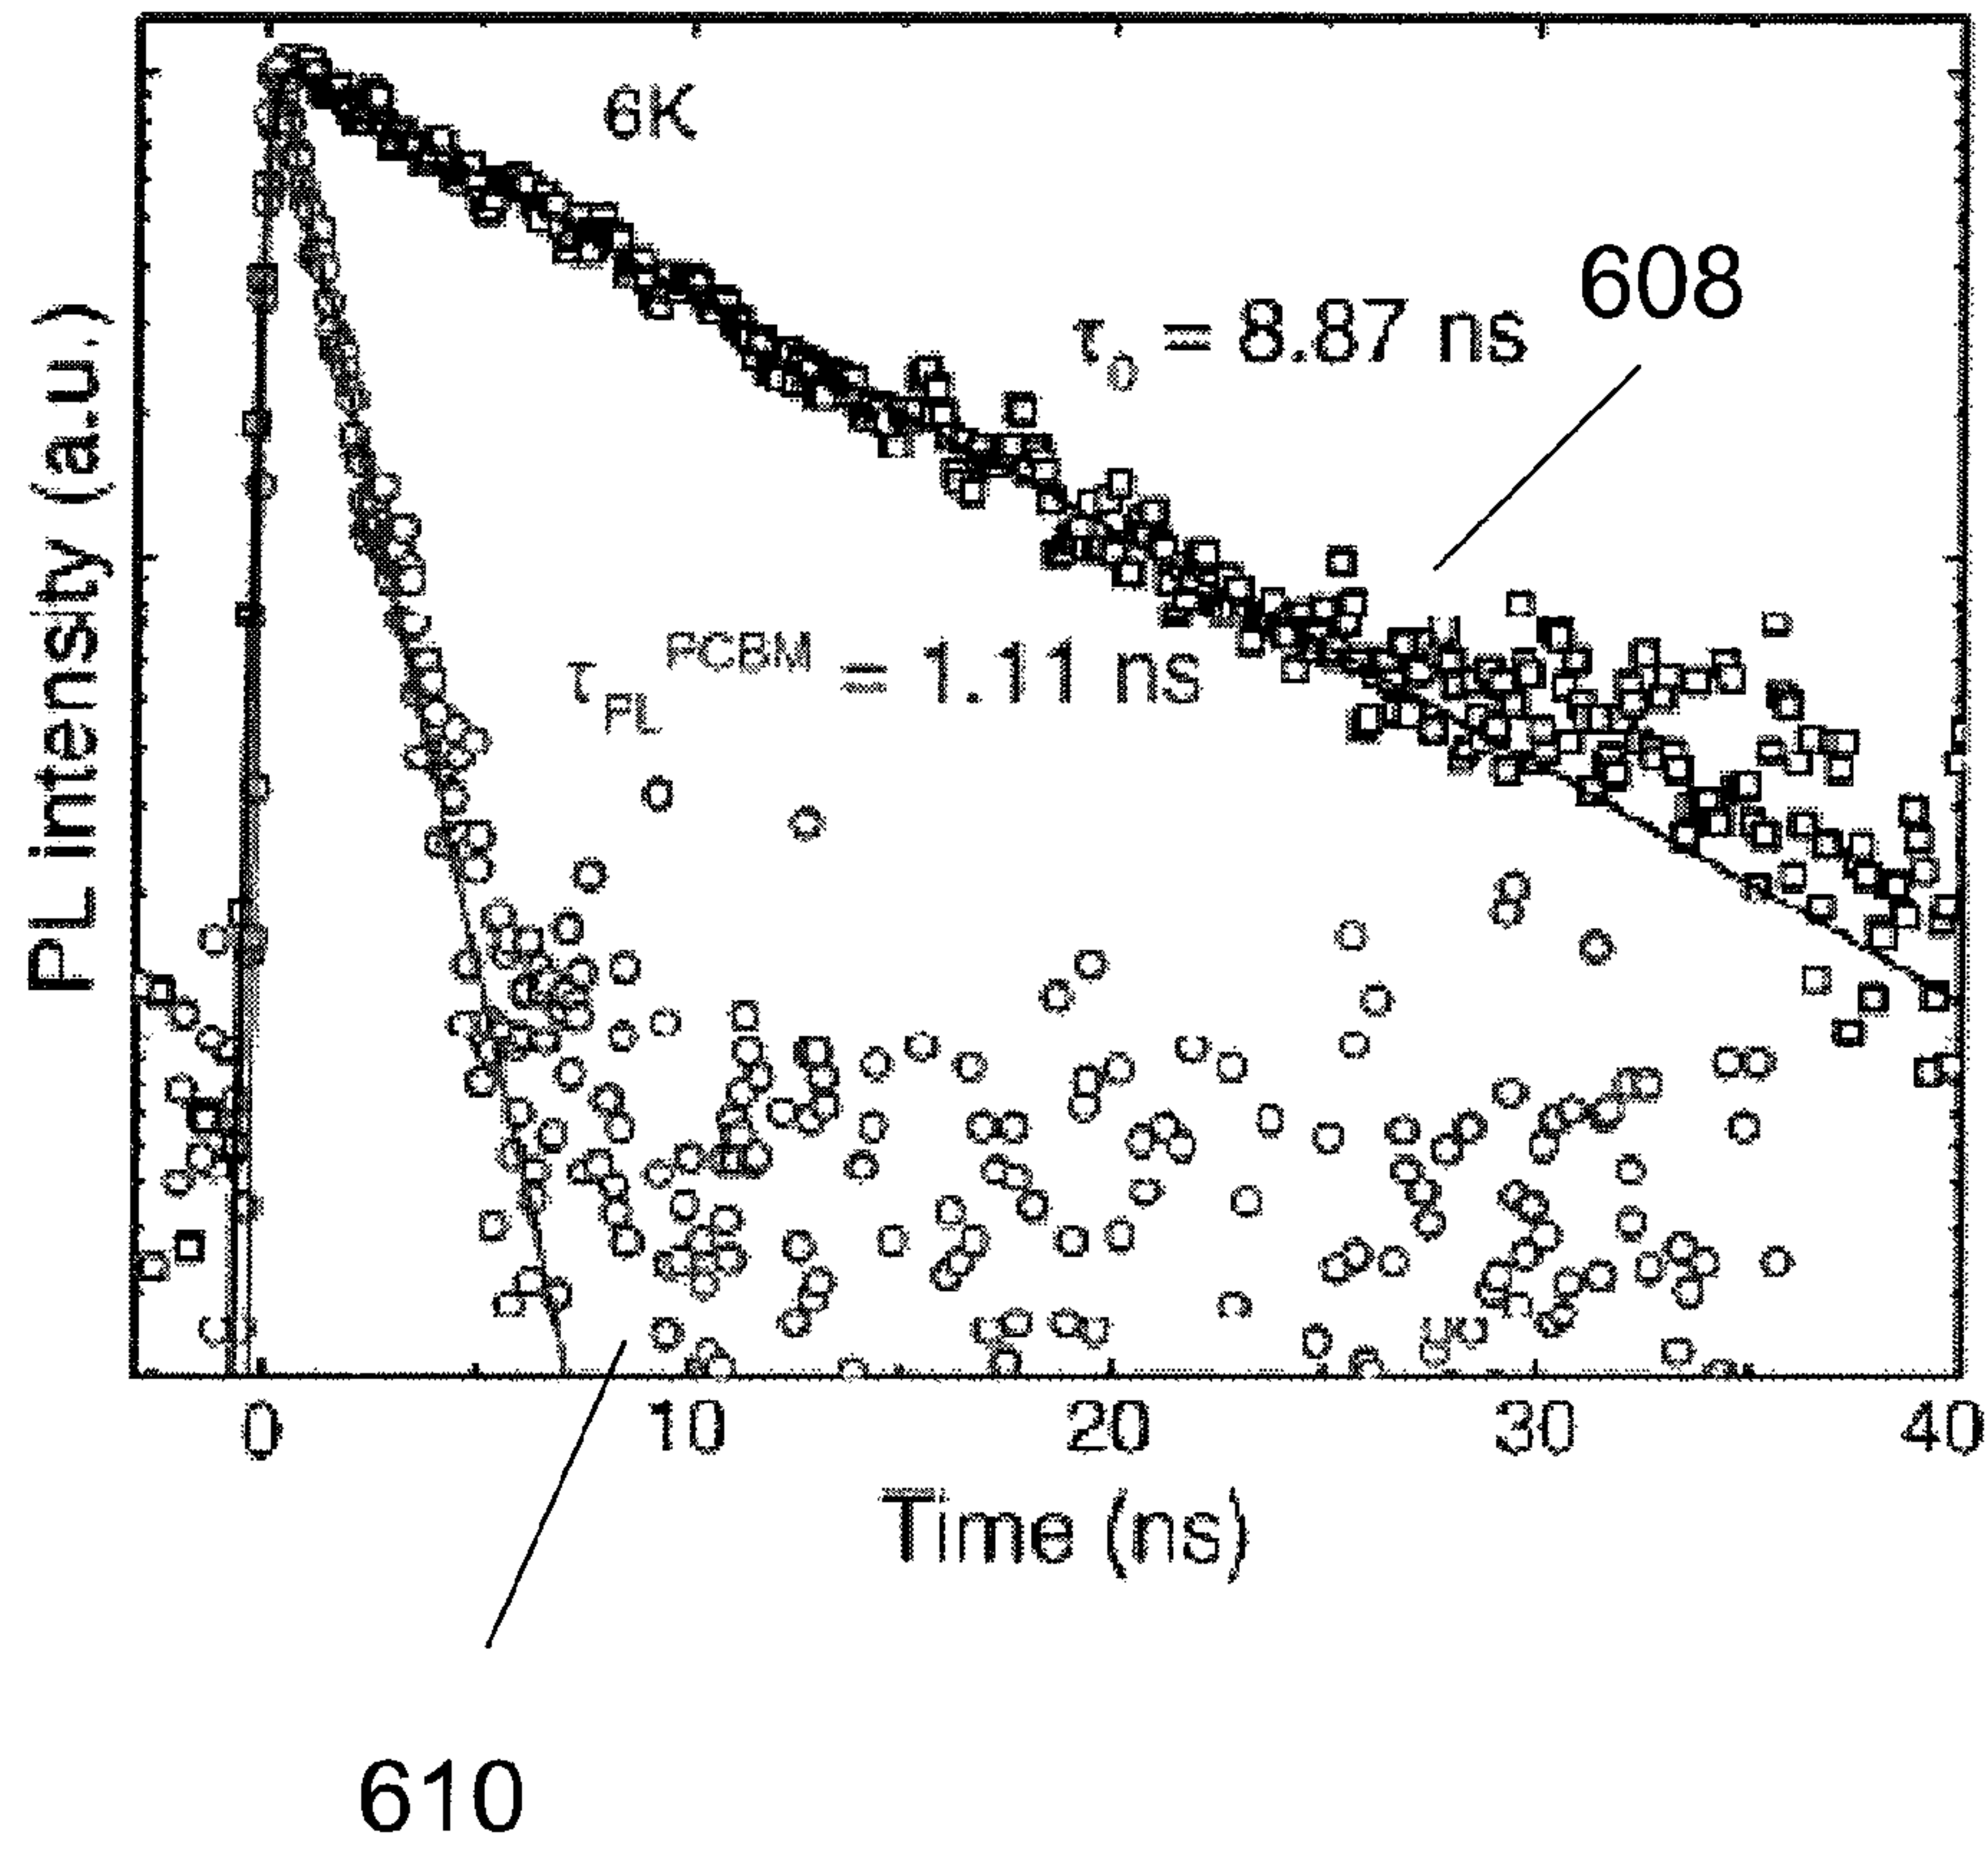 6K
608
τ0 = 8.87 ns
τPL PCBM = 1.11 ns
PL intensity (a.u.)
0 10 20 30 40
Time (ns)
610